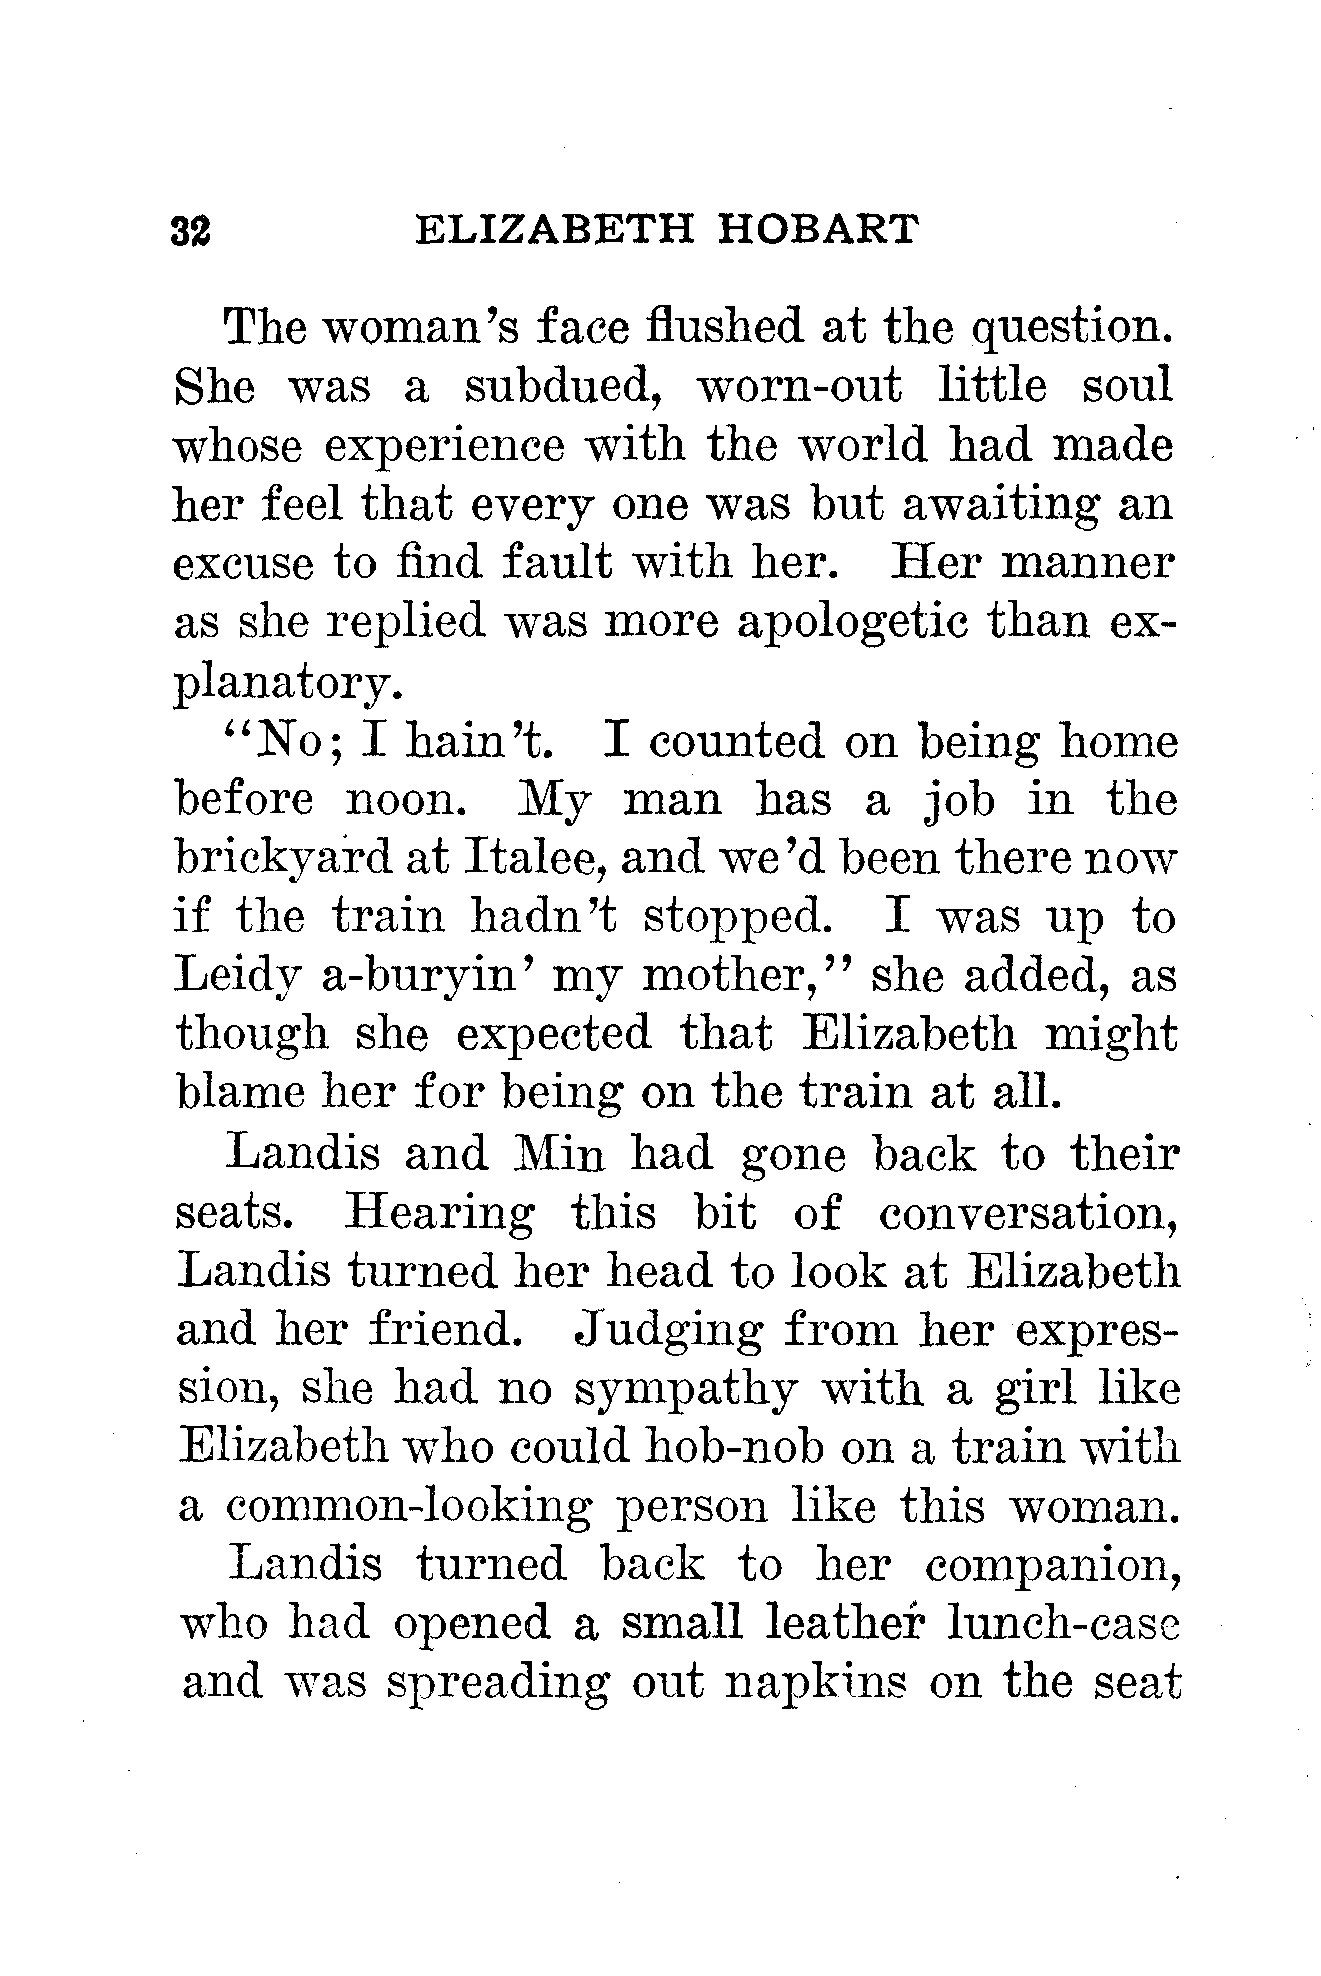 32 ELIZABETH HOBART
The woman's face flushed at the question.
She was a subdued, worn-out little soul
whose experience with the world had made
her feel that every one was but awaiting an
excuse to find fault with her. Her manner
as she replied was more apologetic than ex-
planatory.
"No; I hain't. I counted on being home
before noon. My man has a job in the
brickyard at Italee, and we'd been there now
if the train hadn't stopped. I was up to
Leidy a-buryin' my mother," she added, as
though she expected that Elizabeth might
blame her for being on the train at all.
Landis and Min had gone back to their
seats. Hearing this bit of conversation,
Landis turned her head to look at Elizabeth
and her friend. Judging from her expres-
sion, she had no sympathy with a girl like
Elizabeth who could hob-nob on a train with
a common-looking person like this woman.
Landis turned back to her companion,
who had opened a small leather lunch-case
and was spreading out napkins on the seat